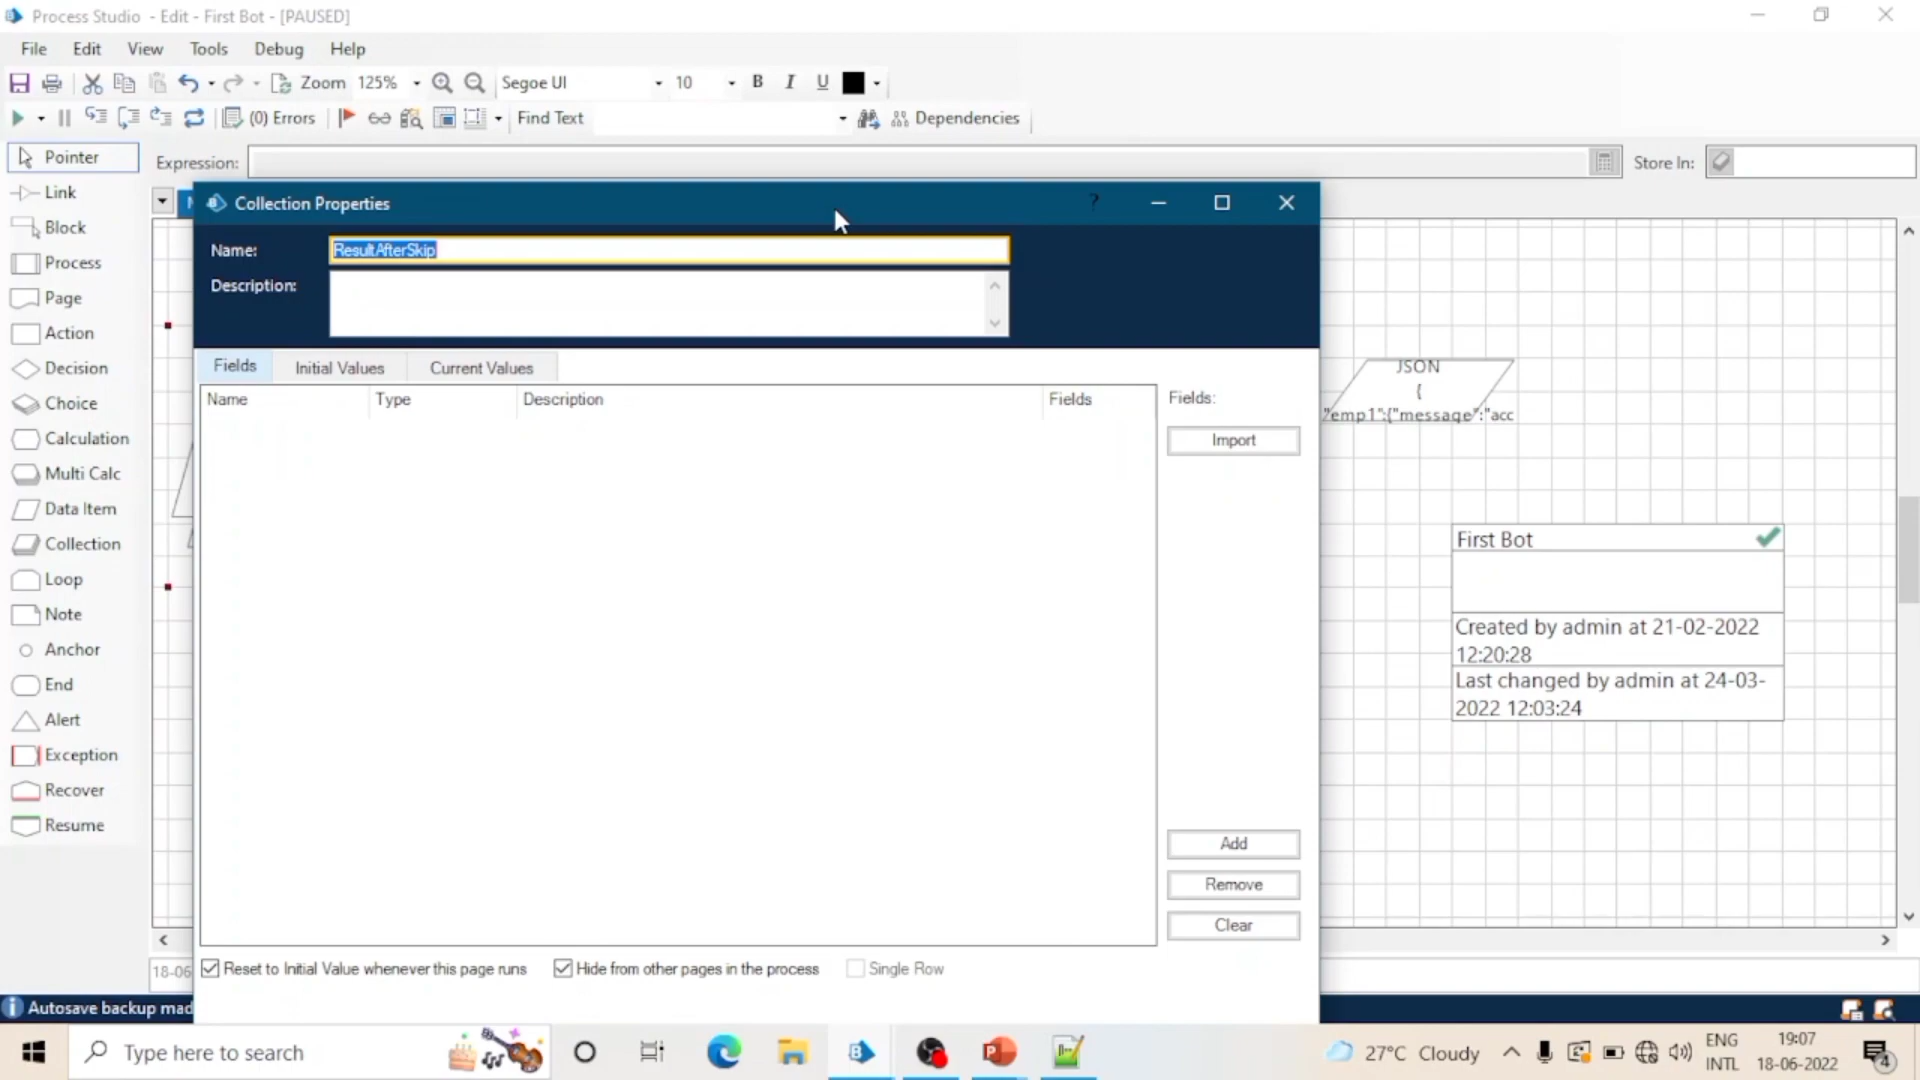 Process Studio - Edit - First Bot - [PAUSED]
File Edit View Tools Debug Help
Zoom 125% Segoe UI 10 B I U
(0) Errors Find Text Dependencies
Pointer
Expression: Store In:
Link
Block
Process
Page
Action
Decision
Choice
Calculation
Multi Calc
Data Item
Collection
Loop
Note
Anchor
End
Alert
Exception
Recover
Resume
Collection Properties
Name: ResultAfterSkip
Description:
Fields Initial Values Current Values
Name Type Description Fields
Fields:
Import
Add
Remove
Clear
Reset to Initial Value whenever this page runs Hide from other pages in the process Single Row
JSON
{
"emp1":{"message":"acc
First Bot
Created by admin at 21-02-2022
12:20:28
Last changed by admin at 24-03-
2022 12:03:24
18-06
Autosave backup mad
Type here to search
27°C Cloudy
ENG
INTL
19:07
18-06-2022
4